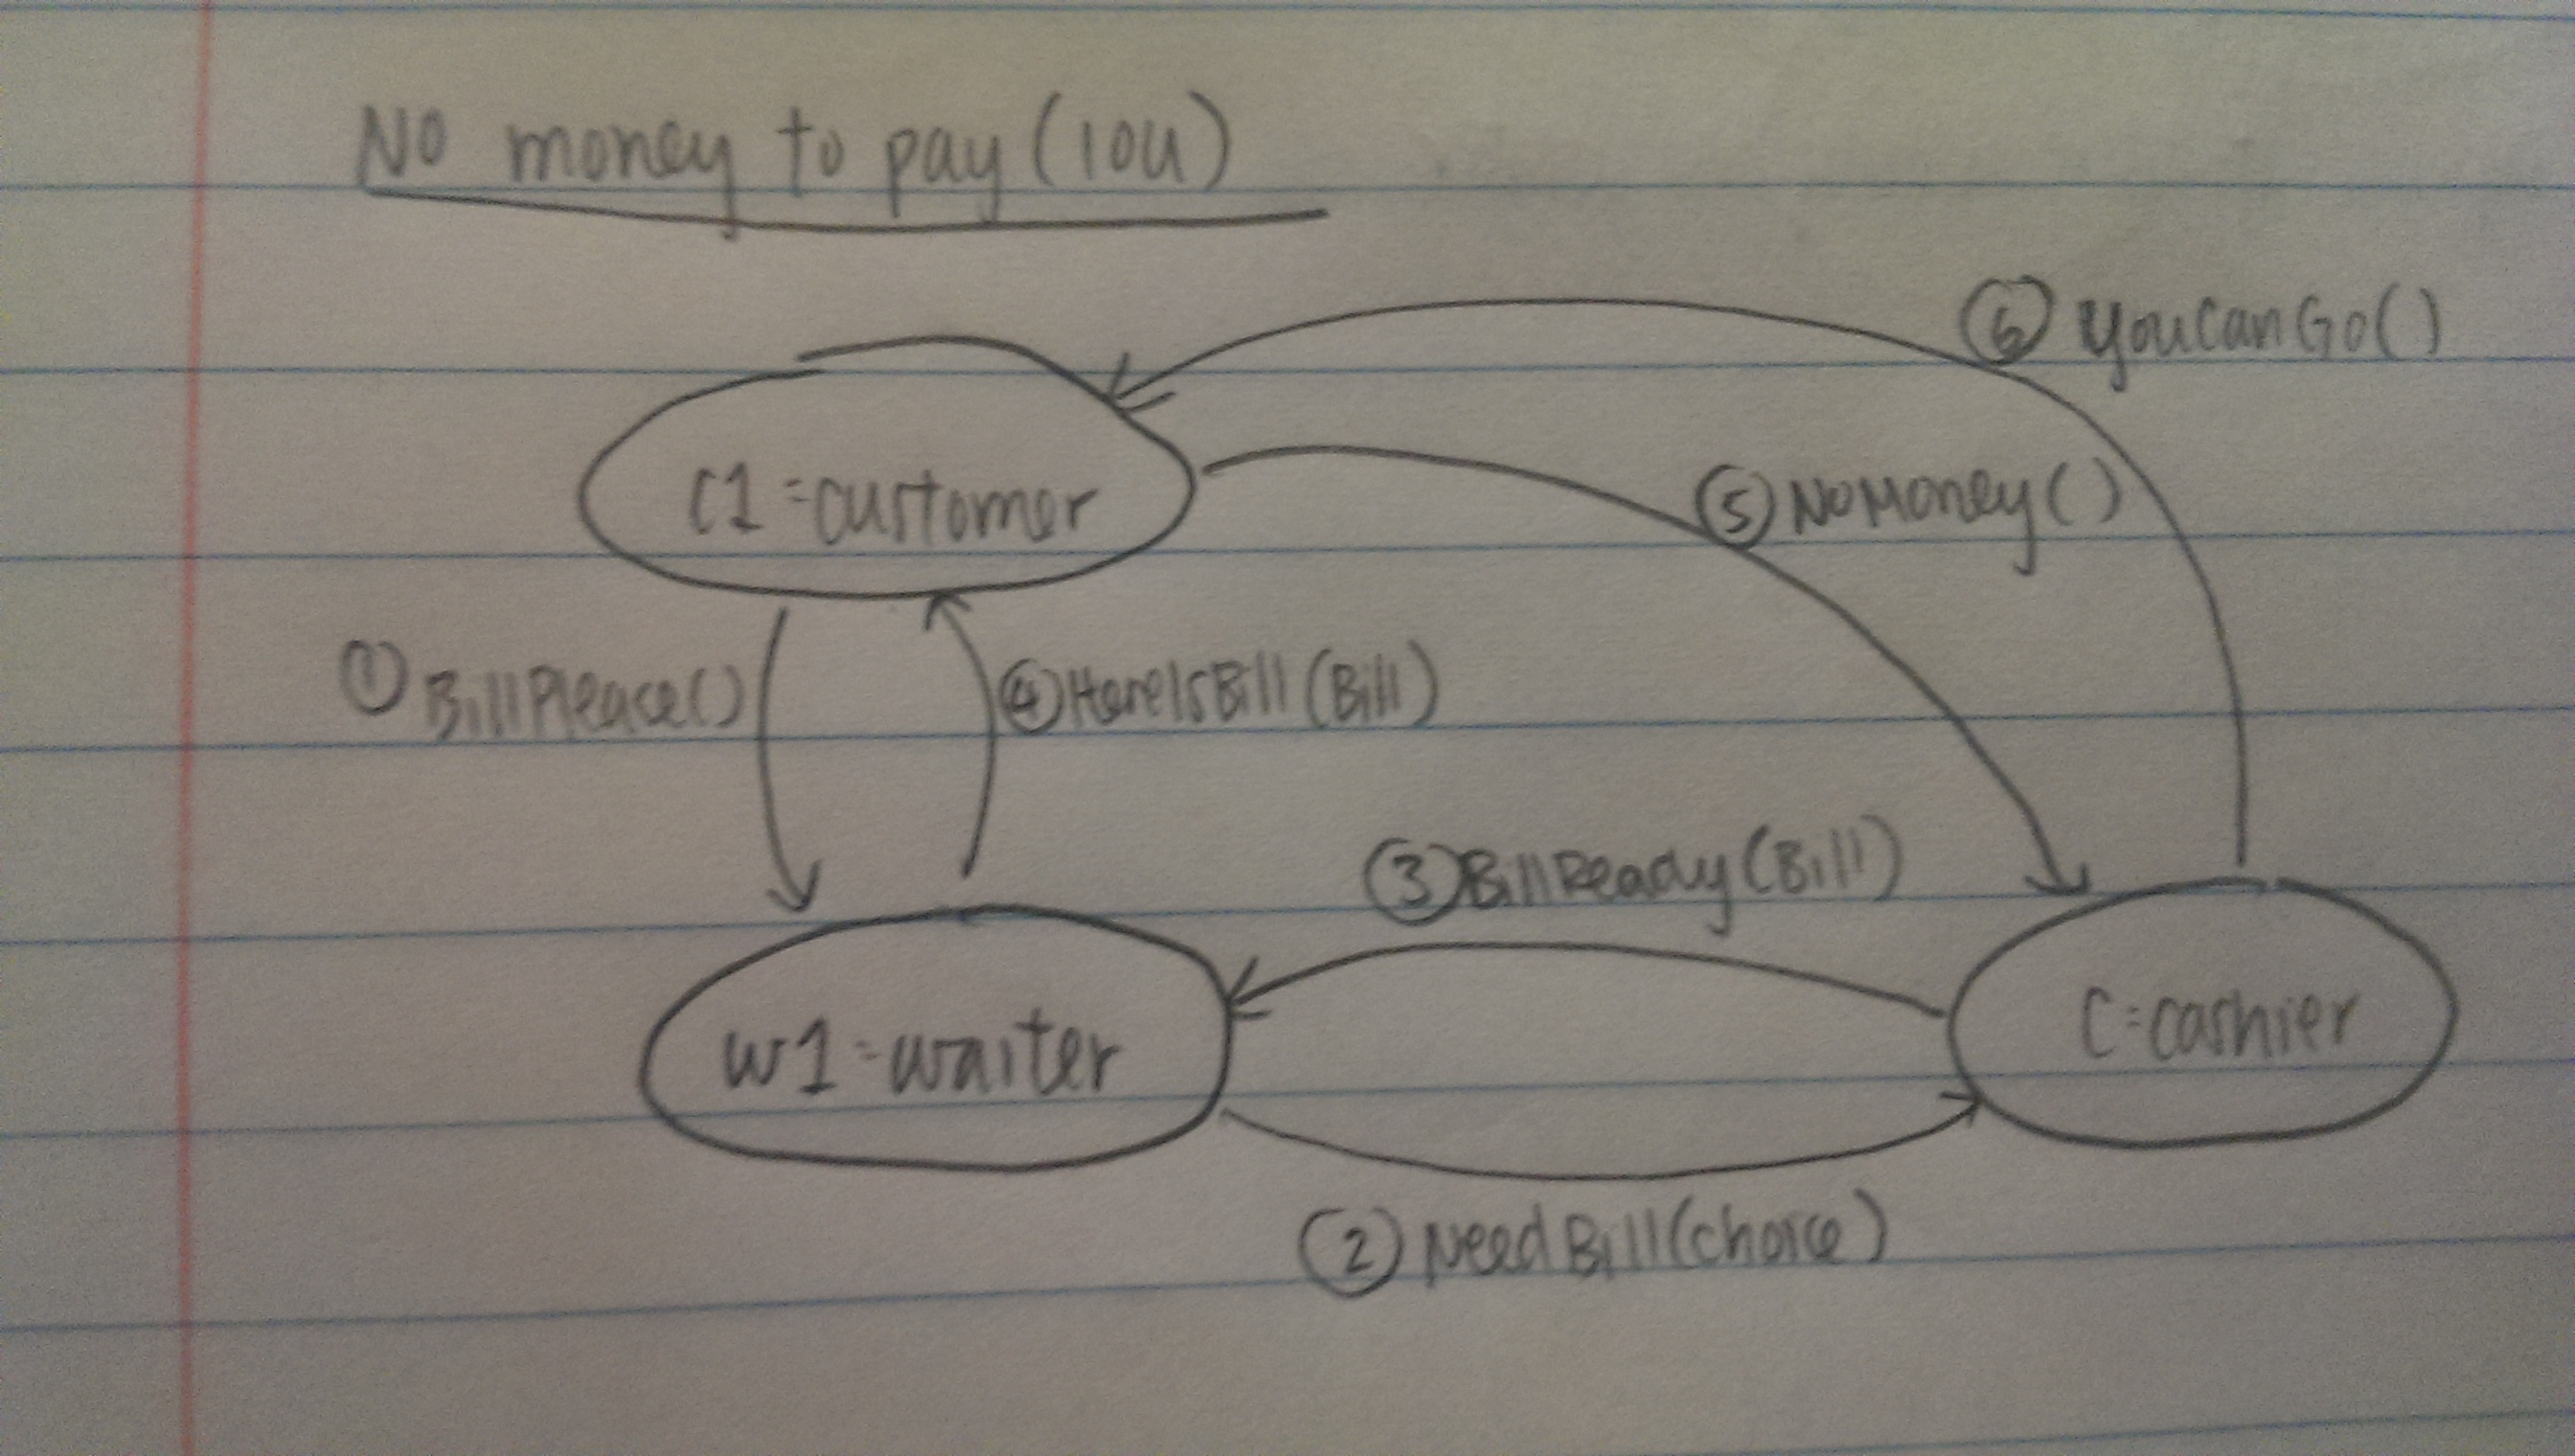 No money to pay (IOU)
⑥ YouCanGo()
c1=customer
⑤ NoMoney()
① BillPlease()
④ HereIsBill (Bill)
③ BillReady (Bill)
w1=waiter
C=cashier
② NeedBill(choice)